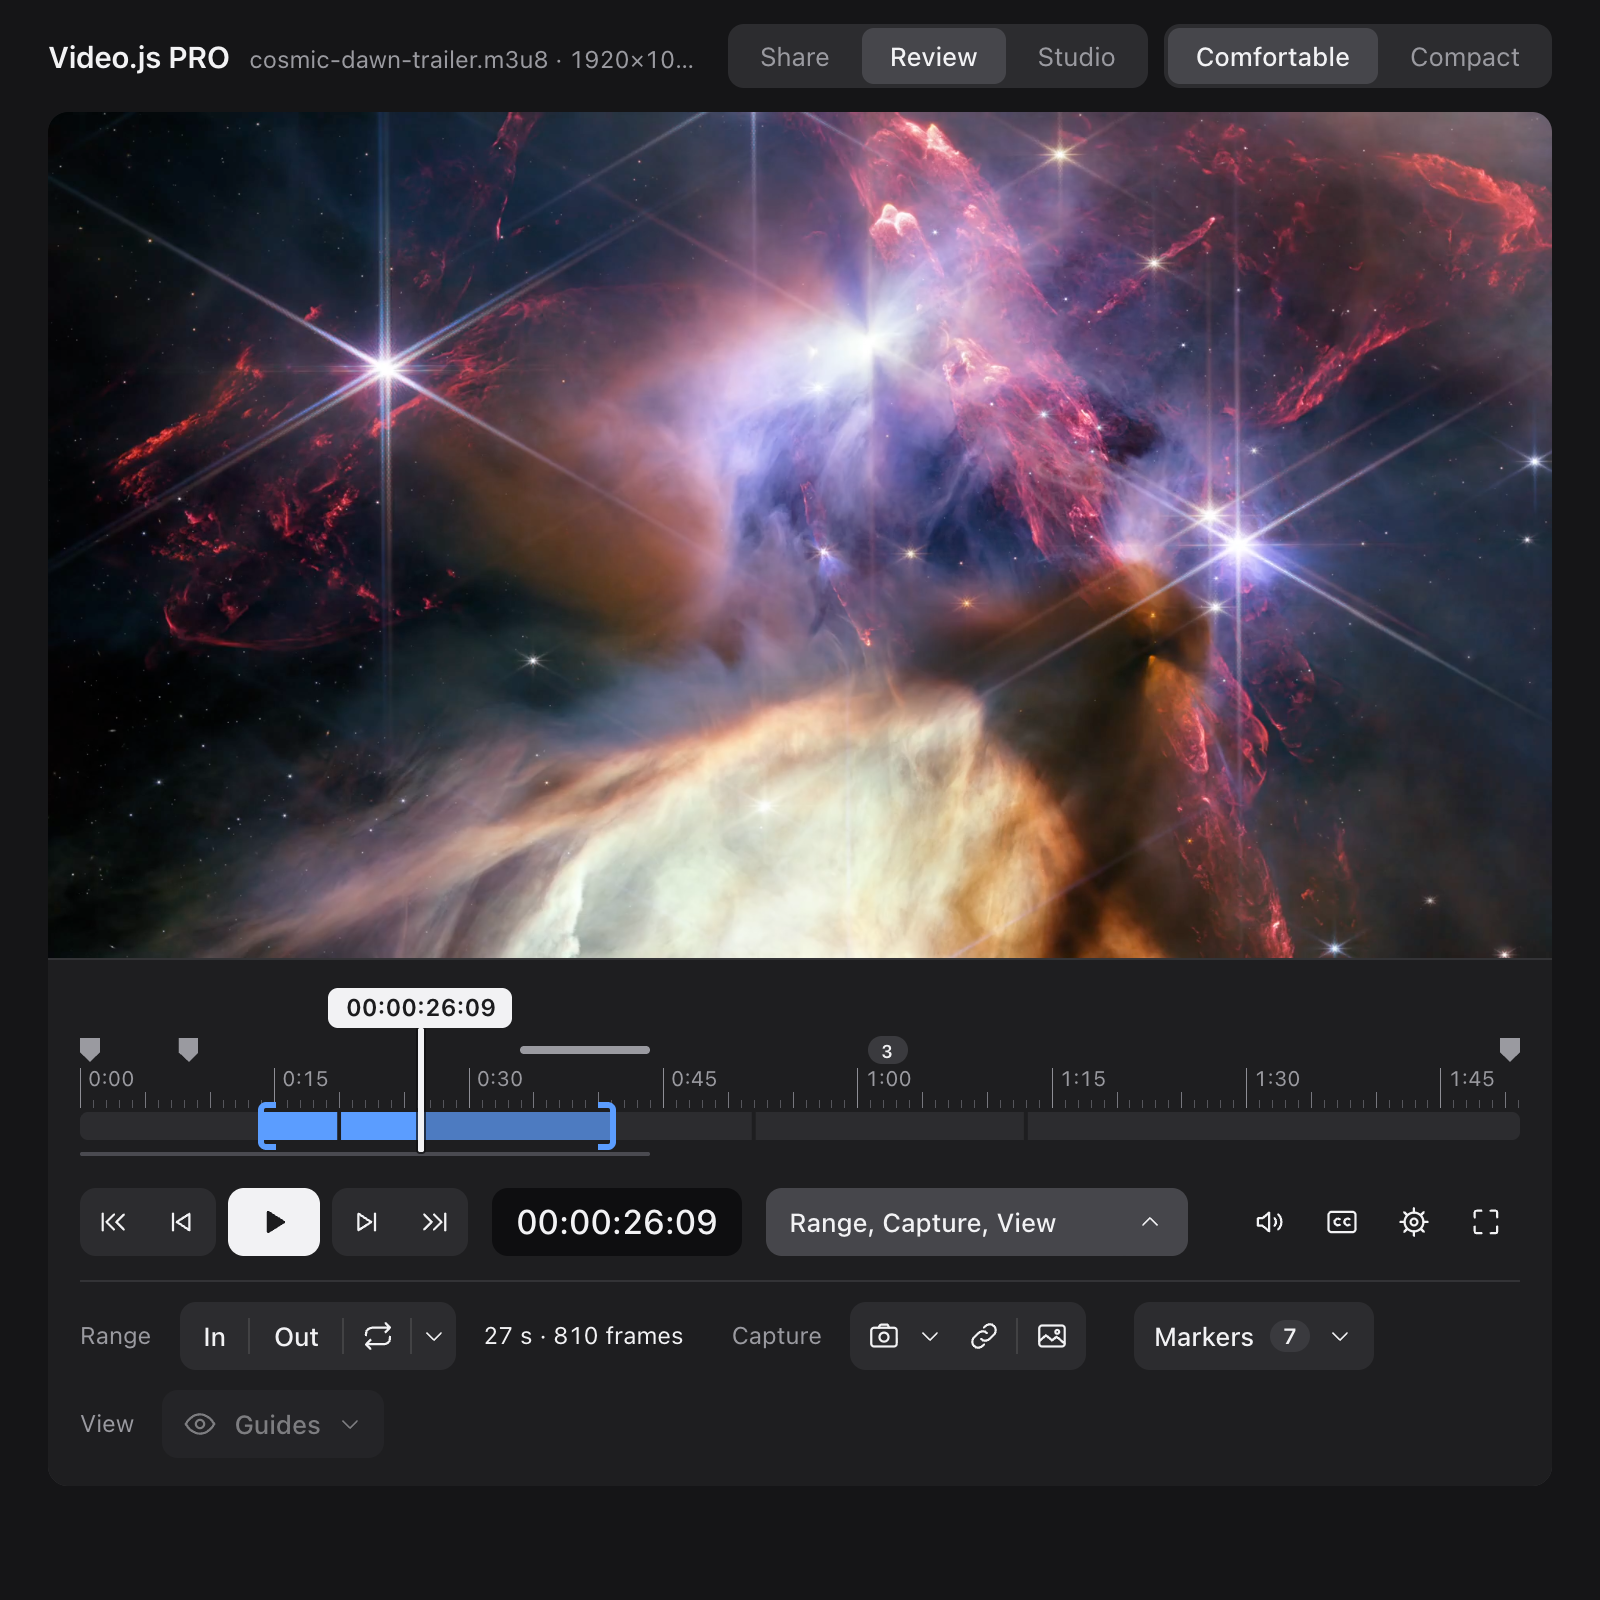 Video.js PRO cosmic-dawn-trailer.m3u8 · 1920×10... Share Review Studio Comfortable Compact
00:00:26:09
3
0:00 0:15 0:30 0:45 1:00 1:15 1:30 1:45
00:00:26:09 Range, Capture, View CC
Range In Out 27 s · 810 frames Capture Markers 7
View Guides